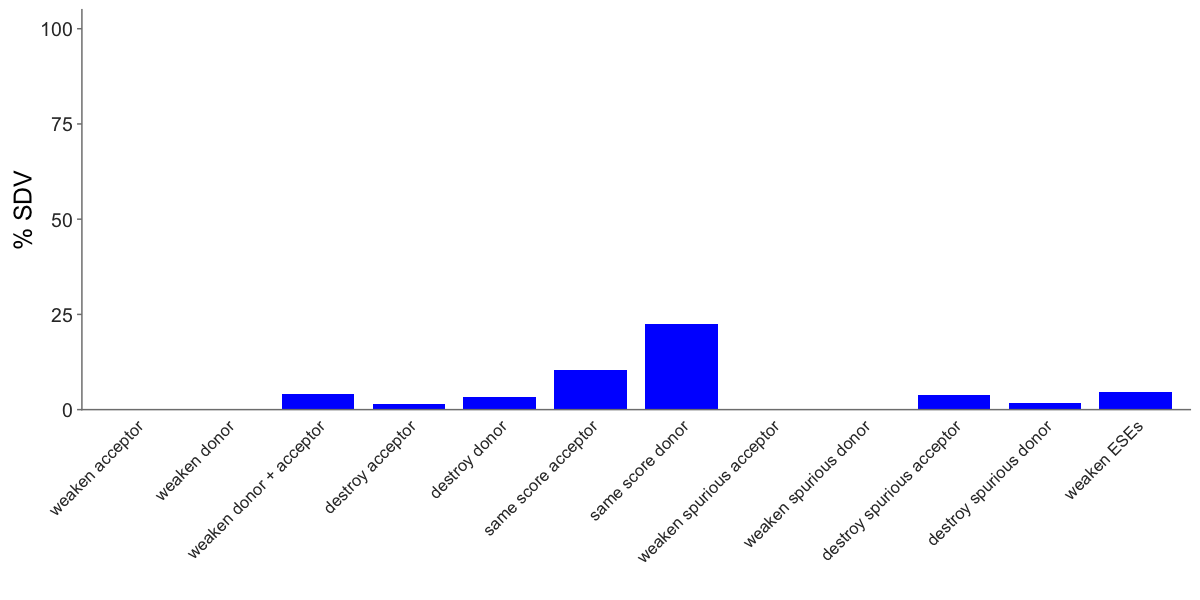 % SDV
100
75
50
25
0
weaken acceptor
weaken donor
weaken donor + acceptor
destroy acceptor
destroy donor
same score acceptor
same score donor
weaken spurious acceptor
weaken spurious donor
destroy spurious acceptor
destroy spurious donor
weaken ESEs